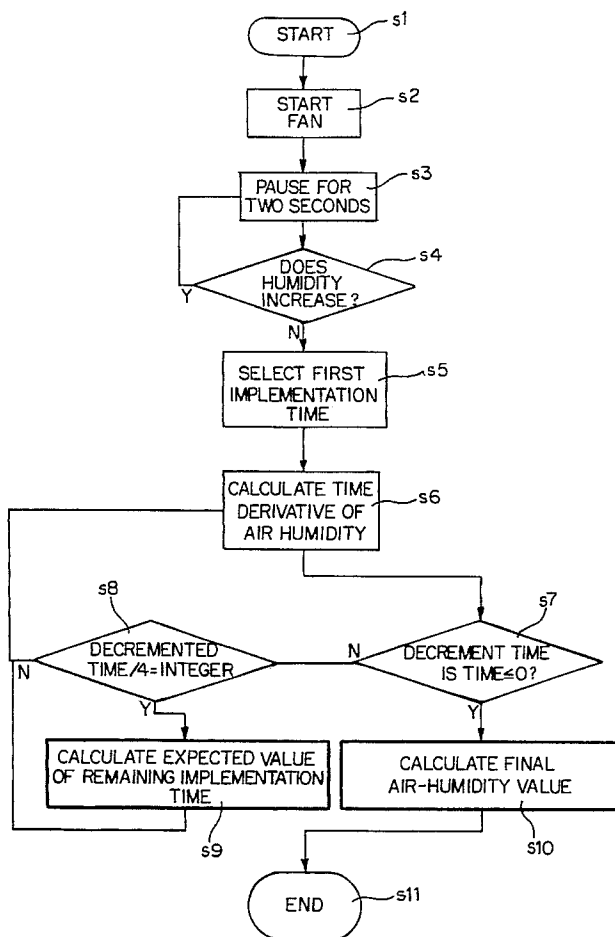 START
s1
START
FAN
s2
PAUSE FOR
TWO SECONDS
s3
DOES
HUMIDITY
INCREASE?
s4
Y
N
SELECT FIRST
IMPLEMENTATION
TIME
s5
CALCULATE TIME
DERIVATIVE OF
AIR HUMIDITY
s6
s8
DECREMENTED
TIME/4=INTEGER
N
Y
s7
DECREMENT TIME
IS TIME≦0?
N
Y
CALCULATE EXPECTED VALUE
OF REMAINING IMPLEMENTATION
TIME
s9
CALCULATE FINAL
AIR-HUMIDITY VALUE
s10
END
s11